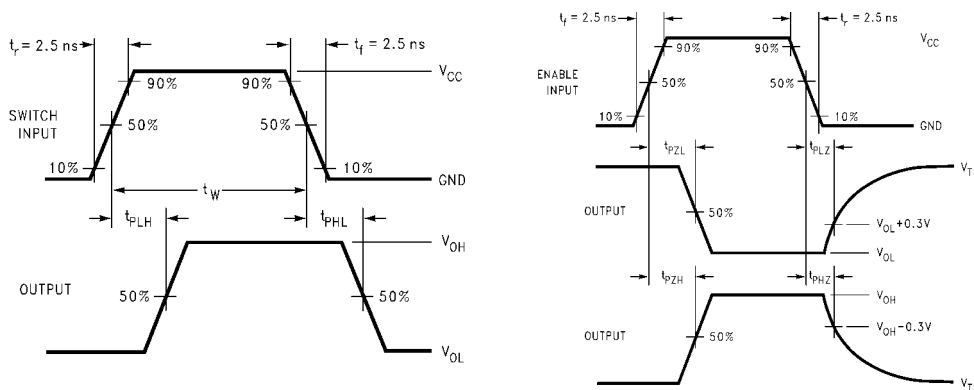 t_r = 2.5 ns
t_f = 2.5 ns
V_CC
90%
90%
SWITCH INPUT
50%
50%
10%
10%
GND
t_W
t_PLH
t_PHL
V_OH
OUTPUT
50%
50%
V_OL
t_f = 2.5 ns
t_r = 2.5 ns
V_CC
90%
90%
ENABLE INPUT
50%
50%
10%
10%
GND
t_PZL
t_PLZ
V_T
OUTPUT
50%
V_OL+0.3V
V_OL
t_PZH
t_PHZ
V_OH
V_OH−0.3V
OUTPUT
50%
V_T